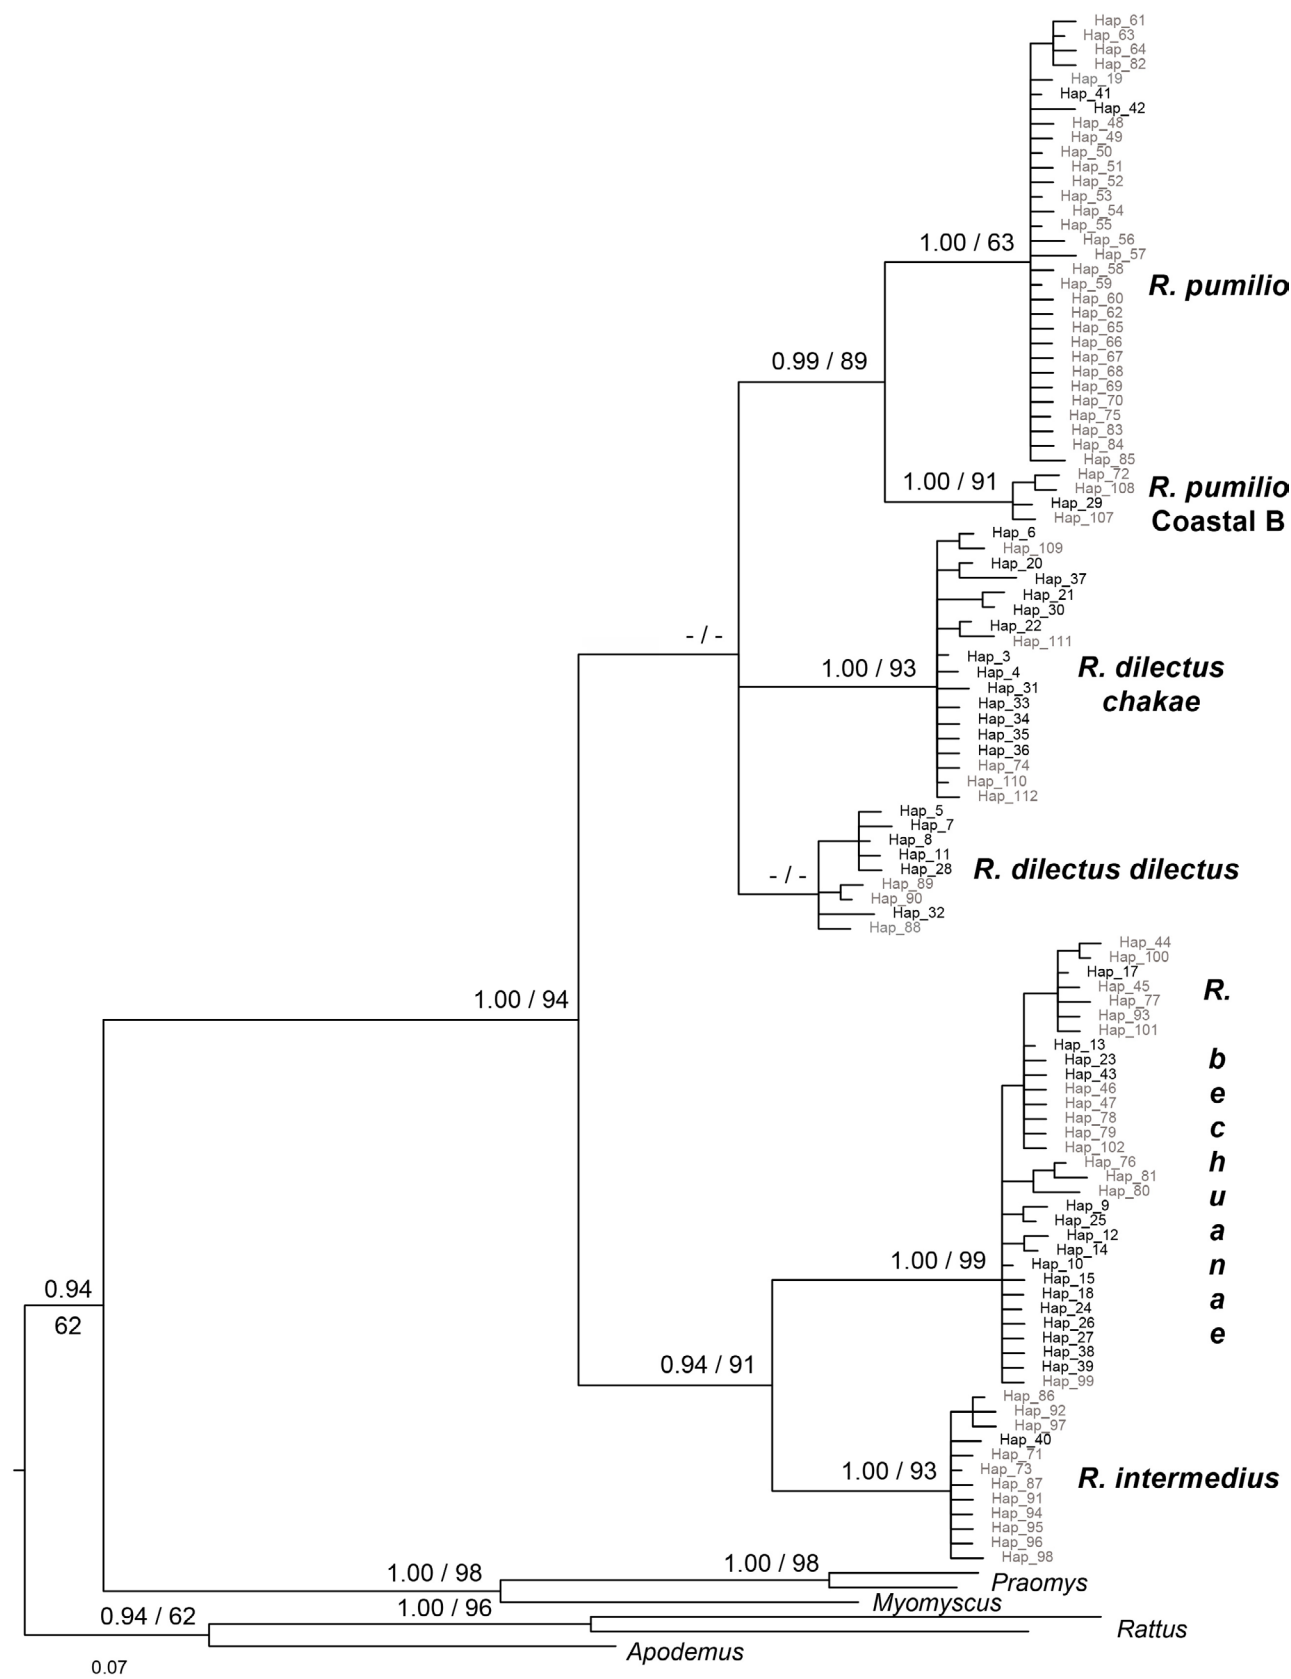 Hap_61
Hap_63
Hap_64
Hap_82
Hap_19
Hap_41
Hap_42
Hap_48
Hap_49
Hap_50
Hap_51
Hap_52
Hap_53
Hap_54
Hap_55
1.00 / 63
Hap_56
Hap_57
Hap_58
Hap_59
R. pumilio
Hap_60
Hap_62
Hap_65
Hap_66
Hap_67
0.99 / 89
Hap_68
Hap_69
Hap_70
Hap_75
Hap_83
Hap_84
Hap_85
Hap_72
1.00 / 91
Hap_108
R. pumilio
Hap_29
Hap_107
Coastal B
Hap_6
Hap_109
Hap_20
Hap_37
Hap_21
Hap_30
Hap_22
- / -
Hap_111
Hap_3
1.00 / 93
Hap_4
R. dilectus
Hap_31
chakae
Hap_33
Hap_34
Hap_35
Hap_36
Hap_74
Hap_110
Hap_112
Hap_5
Hap_7
Hap_8
Hap_11
Hap_28
R. dilectus dilectus
- / -
Hap_89
Hap_90
Hap_32
Hap_88
Hap_44
Hap_100
Hap_17
Hap_45
R.
1.00 / 94
Hap_77
Hap_93
Hap_101
Hap_13
Hap_23
b
Hap_43
Hap_46
e
Hap_47
Hap_78
c
Hap_79
Hap_102
Hap_76
h
Hap_81
Hap_80
u
Hap_9
Hap_25
a
Hap_12
Hap_14
1.00 / 99
Hap_10
n
Hap_15
0.94
Hap_18
a
Hap_24
62
Hap_26
e
Hap_27
Hap_38
0.94 / 91
Hap_39
Hap_99
Hap_86
Hap_92
Hap_97
Hap_40
Hap_71
1.00 / 93
Hap_73
R. intermedius
Hap_87
Hap_91
Hap_94
Hap_95
Hap_96
Hap_98
1.00 / 98
1.00 / 98
Praomys
Myomyscus
1.00 / 96
0.94 / 62
Rattus
Apodemus
0.07